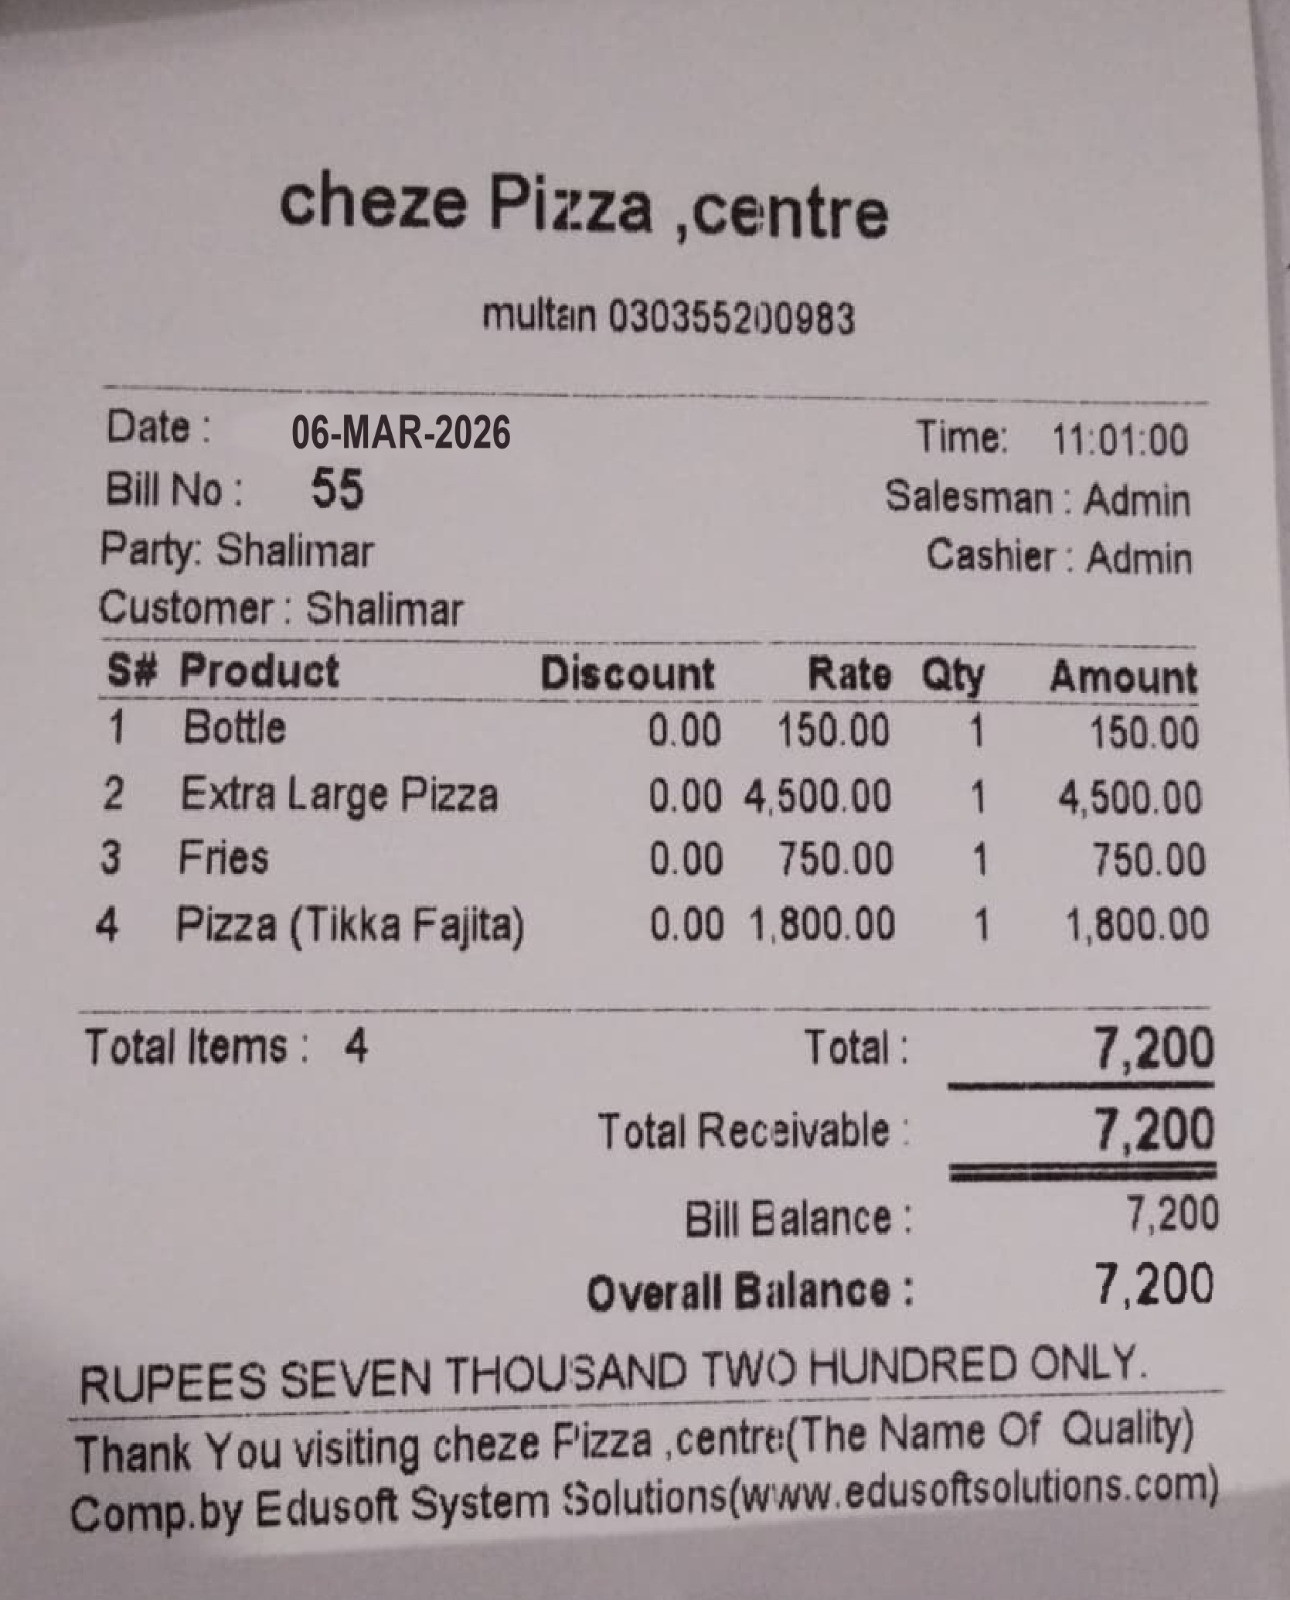 cheze Pizza ,centre
multan 030355200983
Date : 06-MAR-2026 Time: 11:01:00
Bill No : 55 Salesman : Admin
Party: Shalimar Cashier : Admin
Customer : Shalimar
S# Product Discount Rate Qty Amount
1 Bottle 0.00 150.00 1 150.00
2 Extra Large Pizza 0.00 4,500.00 1 4,500.00
3 Fries 0.00 750.00 1 750.00
4 Pizza (Tikka Fajita) 0.00 1,800.00 1 1,800.00
Total Items : 4 Total : 7,200
Total Receivable : 7,200
Bill Balance : 7,200
Overall Balance : 7,200
RUPEES SEVEN THOUSAND TWO HUNDRED ONLY.
Thank You visiting cheze Pizza ,centre(The Name Of Quality)
Comp.by Edusoft System Solutions(www.edusoftsolutions.com)